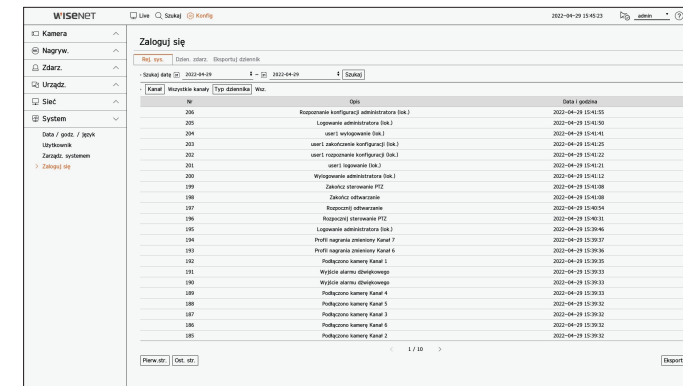 WISENET Live Szukaj Konfig 2022-04-29 15:45:23 admin
Kamera
Nagryw.
Zdarz.
Urządz.
Sieć
System
Data / godz. / język
Użytkownik
Zarządz. systemem
> Zaloguj się
Zaloguj się
Rej. sys. Dzien. zdarz. Eksportuj dziennik
• Szukaj datę 2022-04-29 ~ 2022-04-29 Szukaj
• Kanał Wszystkie kanały Typ dziennika Wsz.
Nr Opis Data i godzina
206 Rozpoznanie konfiguracji administratora (lok.) 2022-04-29 15:41:55
205 Logowanie administratora (lok.) 2022-04-29 15:41:50
204 user1 wylogowanie (lok.) 2022-04-29 15:41:41
203 user1 zakończenie konfiguracji (lok.) 2022-04-29 15:41:25
202 user1 rozpoznanie konfiguracji (lok.) 2022-04-29 15:41:22
201 user1 logowanie (lok.) 2022-04-29 15:41:21
200 Wylogowanie administratora (lok.) 2022-04-29 15:41:12
199 Zakończ sterowanie PTZ 2022-04-29 15:41:08
198 Zakończ odtwarzanie 2022-04-29 15:41:08
197 Rozpocznij odtwarzanie 2022-04-29 15:40:54
196 Rozpocznij sterowanie PTZ 2022-04-29 15:40:31
195 Logowanie administratora (lok.) 2022-04-29 15:39:46
194 Profil nagrania zmieniony Kanał 7 2022-04-29 15:39:37
193 Profil nagrania zmieniony Kanał 6 2022-04-29 15:39:36
192 Podłączono kamerę Kanał 1 2022-04-29 15:39:35
191 Wyjście alarmu dźwiękowego 2022-04-29 15:39:33
190 Wyjście alarmu dźwiękowego 2022-04-29 15:39:33
189 Podłączono kamerę Kanał 4 2022-04-29 15:39:33
188 Podłączono kamerę Kanał 5 2022-04-29 15:39:32
187 Podłączono kamerę Kanał 3 2022-04-29 15:39:32
186 Podłączono kamerę Kanał 6 2022-04-29 15:39:32
185 Podłączono kamerę Kanał 2 2022-04-29 15:39:32
< 1 / 10 >
Pierw.str. Ost. str. Eksport